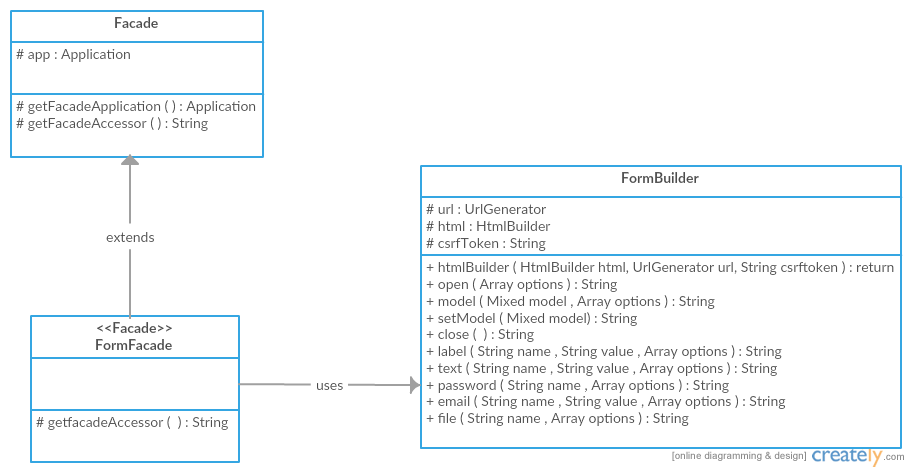 Facade
# app : Application
# getFacadeApplication ( ) : Application
# getFacadeAccessor ( ) : String
extends
<<Facade>>
FormFacade
# getfacadeAccessor (  ) : String
uses
FormBuilder
# url : UrlGenerator
# html : HtmlBuilder
# csrfToken : String
+ htmlBuilder ( HtmlBuilder html, UrlGenerator url, String csrftoken ) : return
+ open ( Array options ) : String
+ model ( Mixed model , Array options ) : String
+ setModel ( Mixed model) : String
+ close (  ) : String
+ label ( String name , String value , Array options ) : String
+ text ( String name , String value , Array options ) : String
+ password ( String name , Array options ) : String
+ email ( String name , String value , Array options ) : String
+ file ( String name , Array options ) : String
[online diagramming & design] creately.com